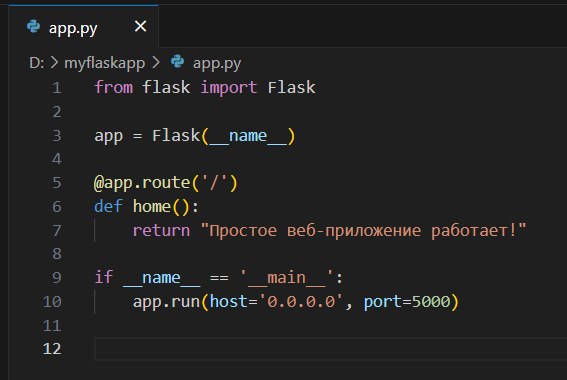 app.py ×
D: > myflaskapp > app.py
1 from flask import Flask
2
3 app = Flask(__name__)
4
5 @app.route('/')
6 def home():
7     return "Простое веб-приложение работает!"
8
9 if __name__ == '__main__':
10     app.run(host='0.0.0.0', port=5000)
11
12